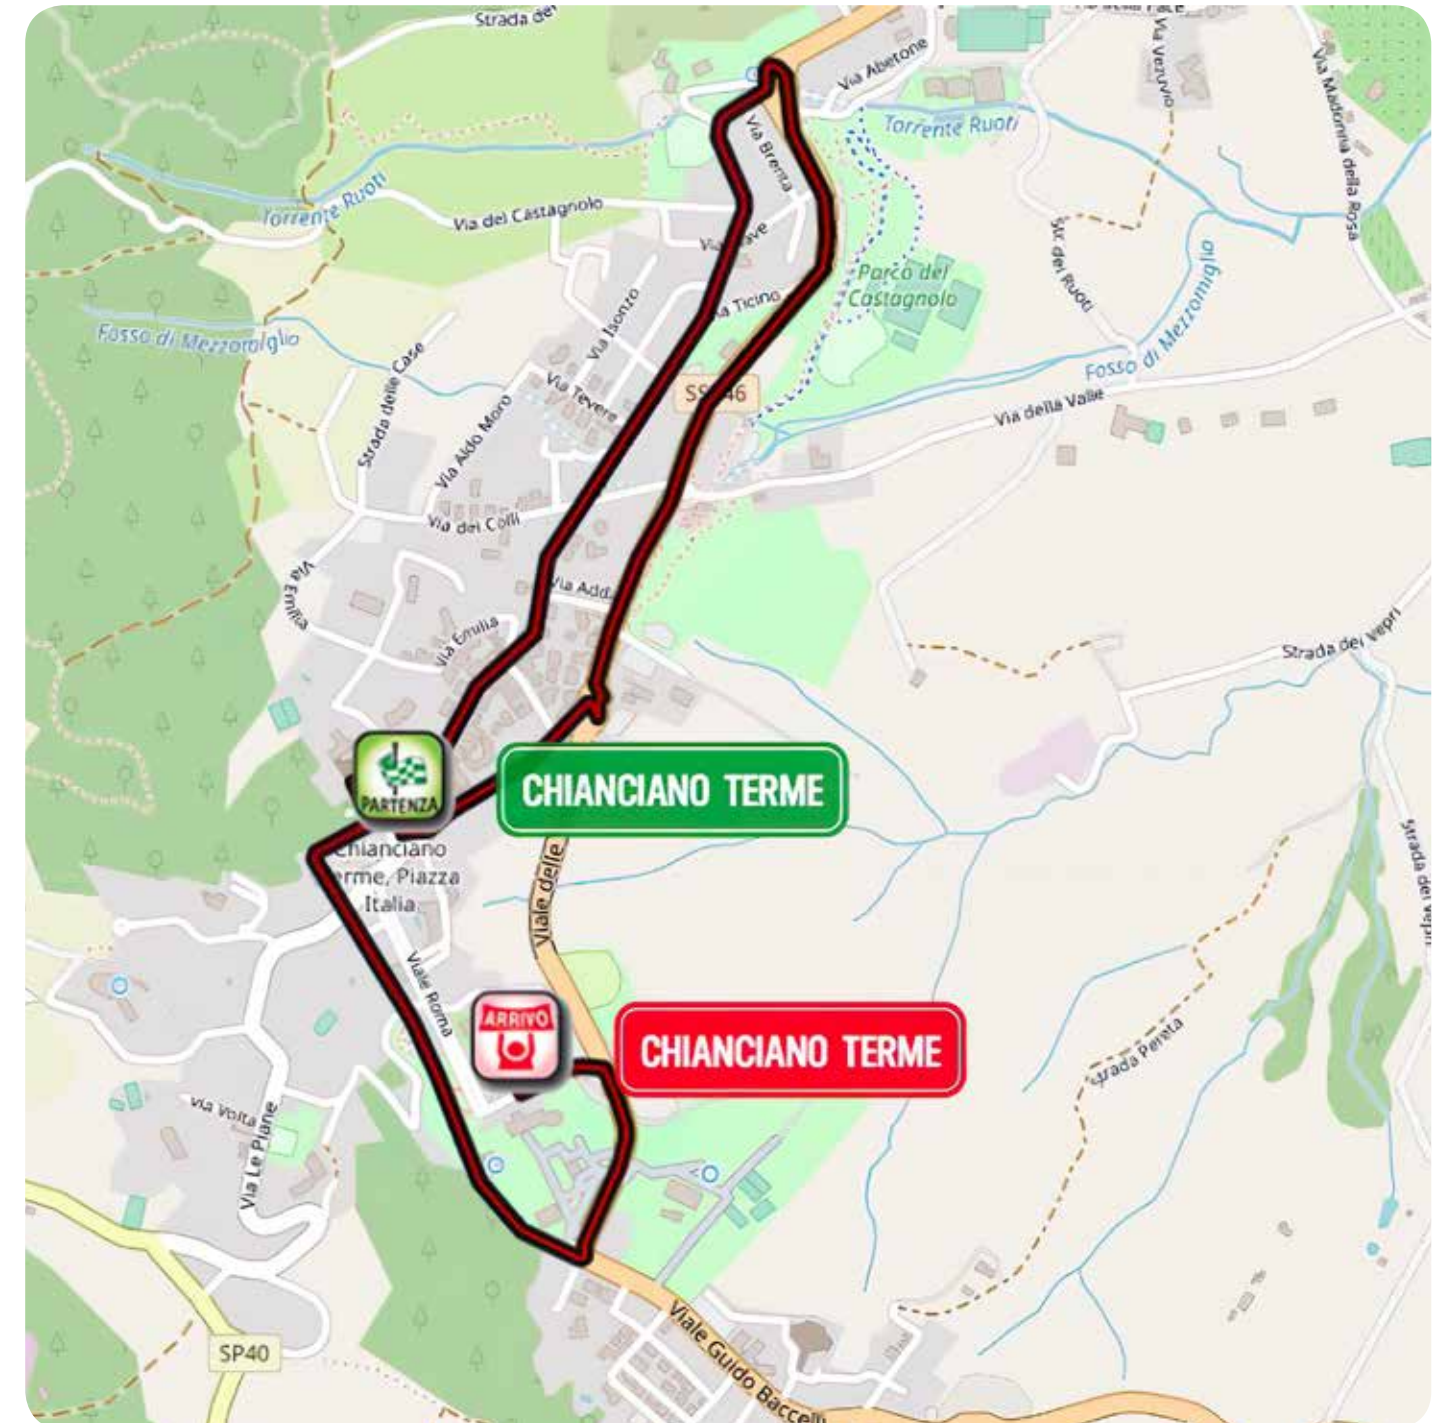 Strada de
Via Abetone
Via Vezuvio
Via Madonna della Rosa
Torrente Ruoti
Via Brenta
Torrente Ruoti
Via del Castagnolo
Str. dei Ruoti
Parco del
Castagnolo
Via Isonzo
Via Ticino
Fosso di Mezzomiglio
Fosso di Mezzomiglio
Strada delle Case
Via Tevere
Via Aldo Moro
Via della Valle
Via dei Colli
Via Emilia
Via Adda
Via Emilia
Strada dei Vepri
PARTENZA
CHIANCIANO TERME
Chianciano
erme, Piazza
Italia
Viale delle
Viale Roma
ARRIVO
CHIANCIANO TERME
Strada Pereta
Via Volta
Via Le Piane
SP40
Viale Guido Baccelli